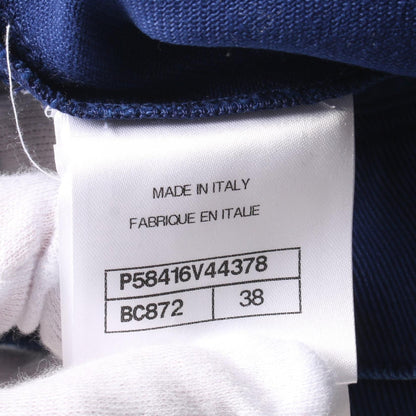 MADE IN ITALY
FABRIQUE EN ITALIE
P58416V44378
BC872 38